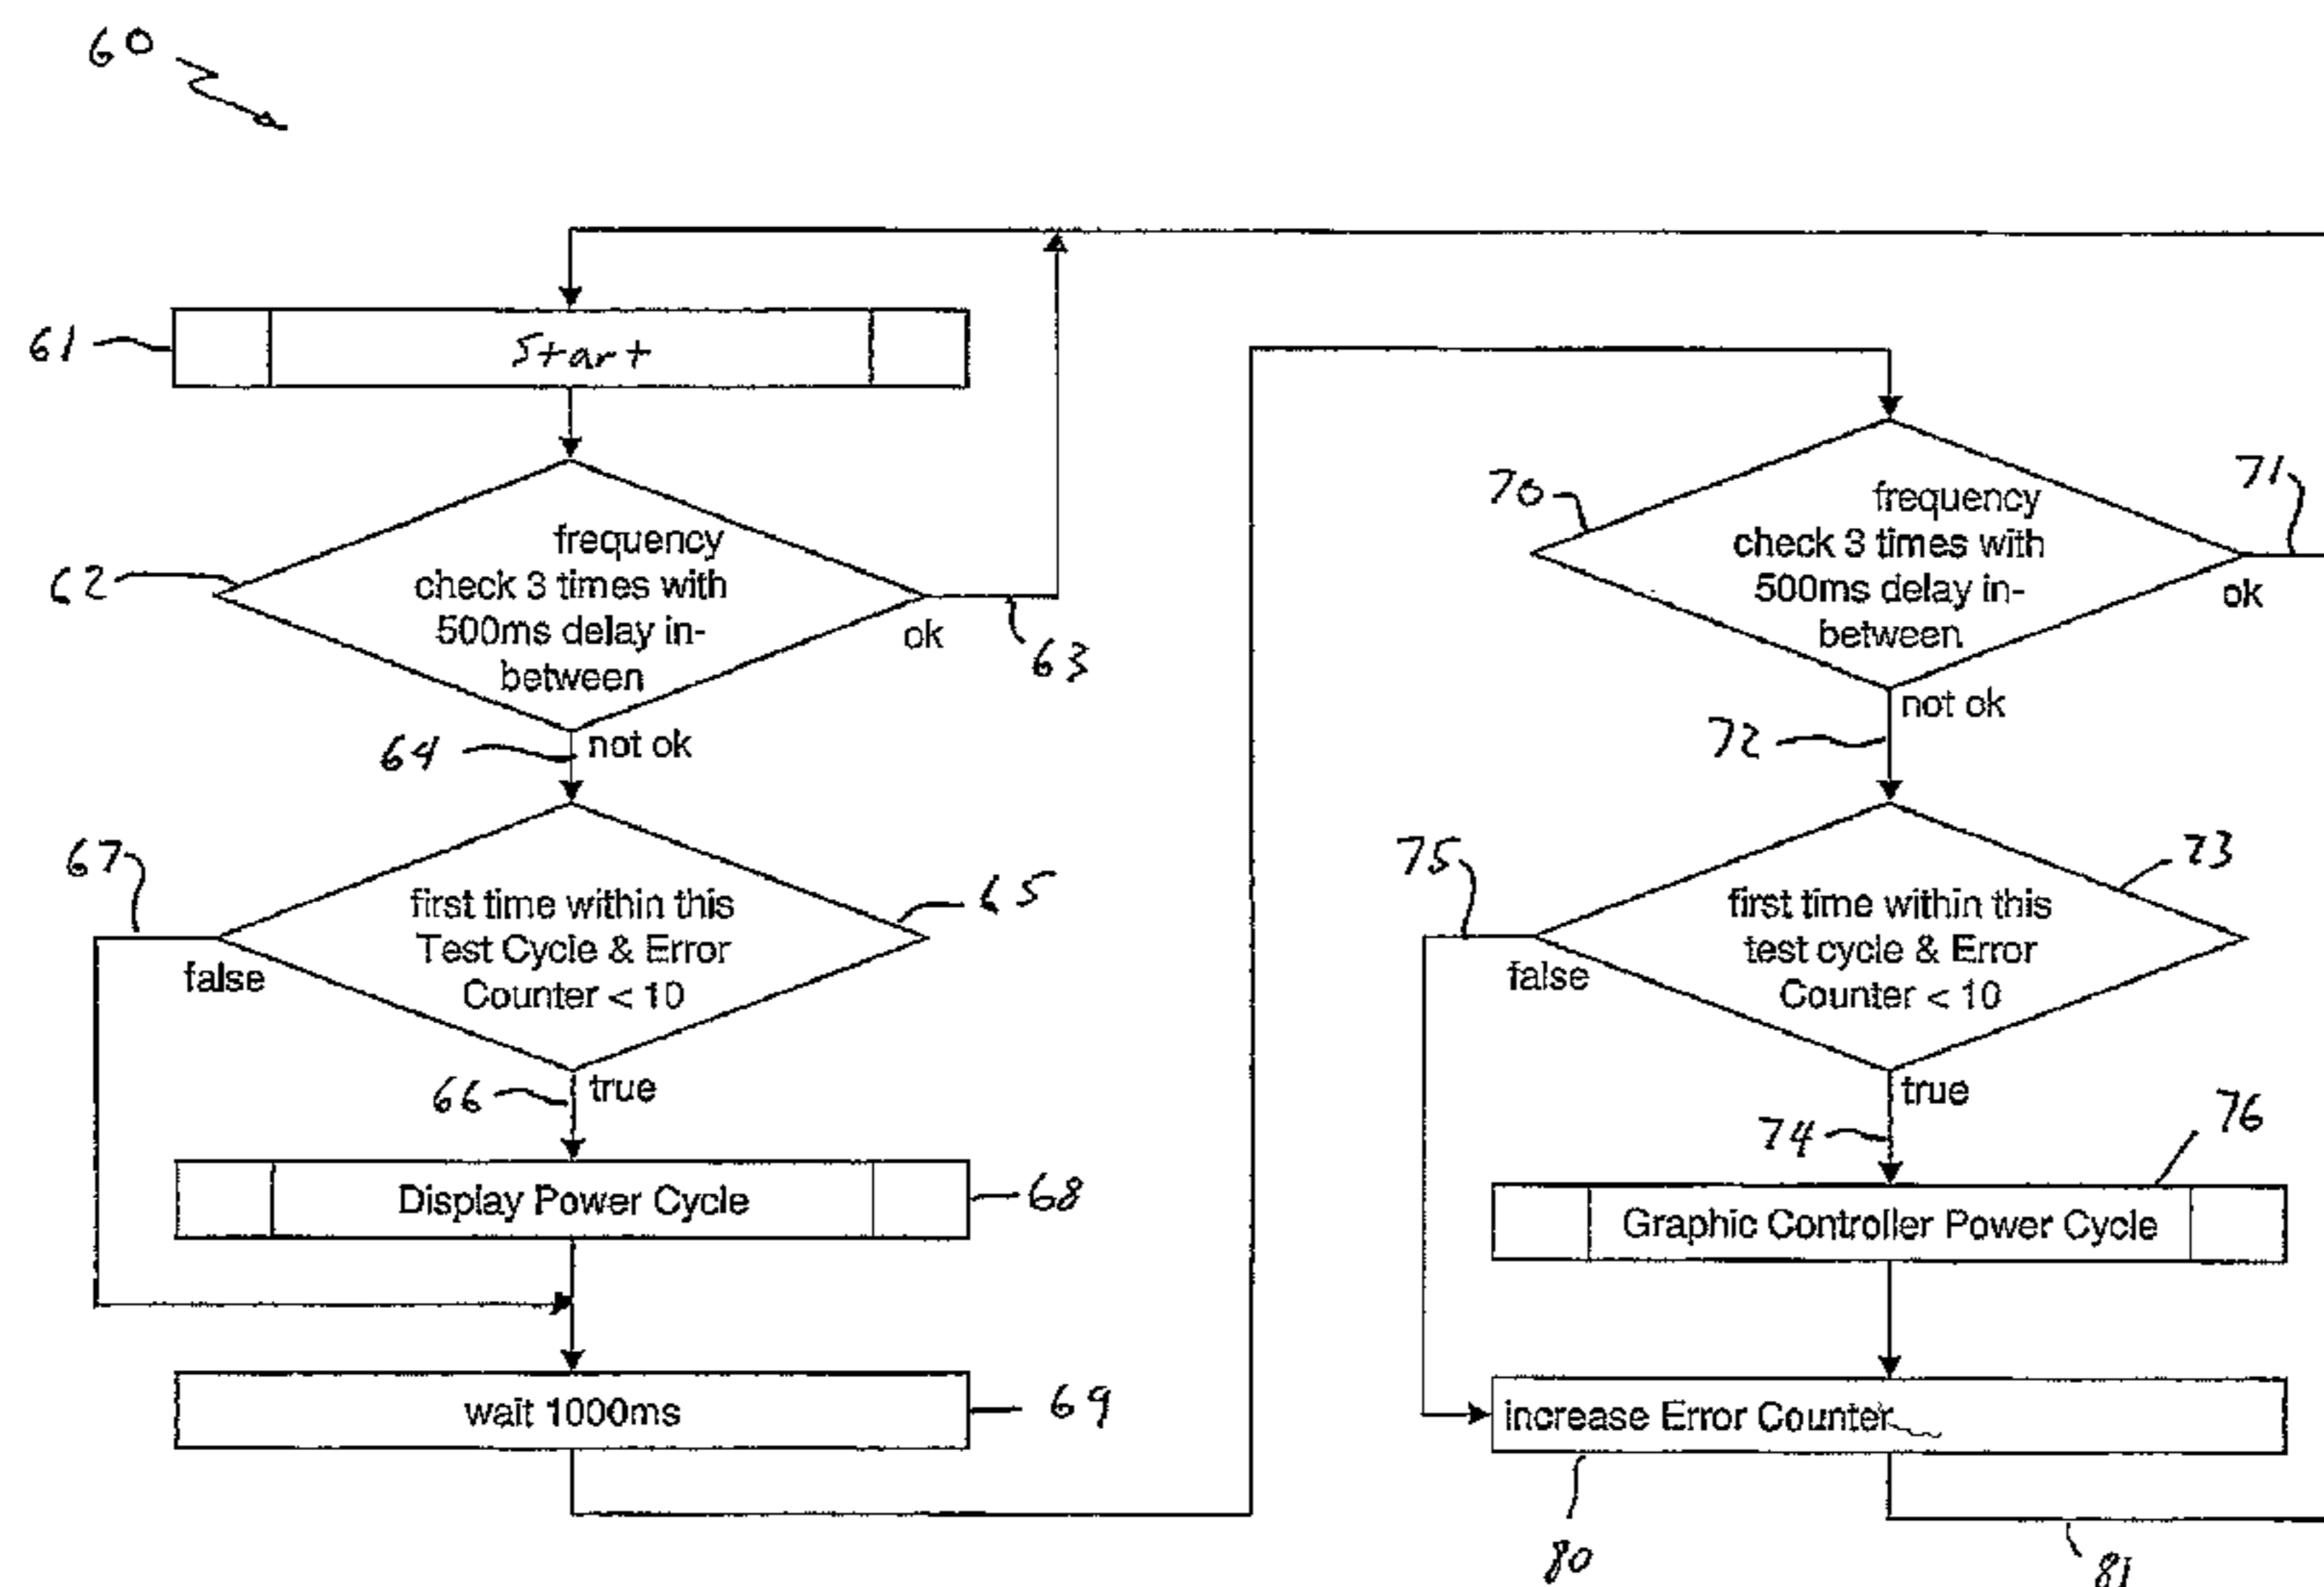 60
61
Start
62
frequency
check 3 times with
500ms delay in-
between
ok
63
64
not ok
67
65
first time within this
Test Cycle & Error
Counter < 10
false
66
true
Display Power Cycle
68
wait 1000ms
69
70
71
frequency
check 3 times with
500ms delay in-
between
ok
72
not ok
75
73
first time within this
test cycle & Error
Counter < 10
false
74
true
76
Graphic Controller Power Cycle
increase Error Counter
80
81